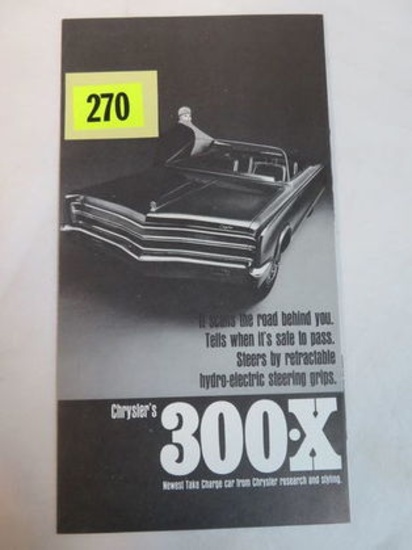 270
It scans the road behind you.
Tells when it's safe to pass.
Steers by retractable
hydro-electric steering grips.
Chrysler's
300·X
Newest Take Charge car from Chrysler research and styling.